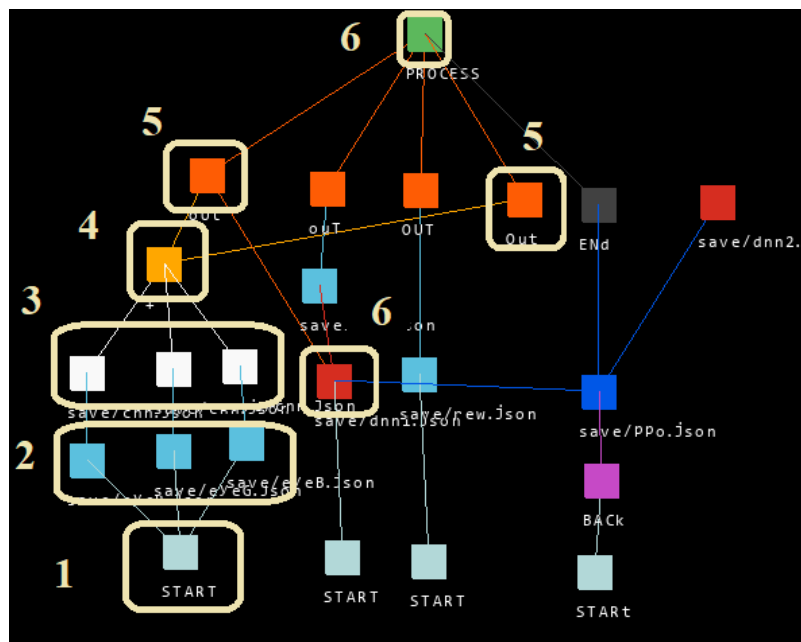 6
PROCESS
5
5
out
ouT
OUT
Out
ENd
save/dnn2.
4
+
3
6
save/cnn.json
save/dnn1.json
save/rew.json
save/PPo.json
2
save/eyeG.json
save/eyeB.json
BACk
1
START
START
START
STARt